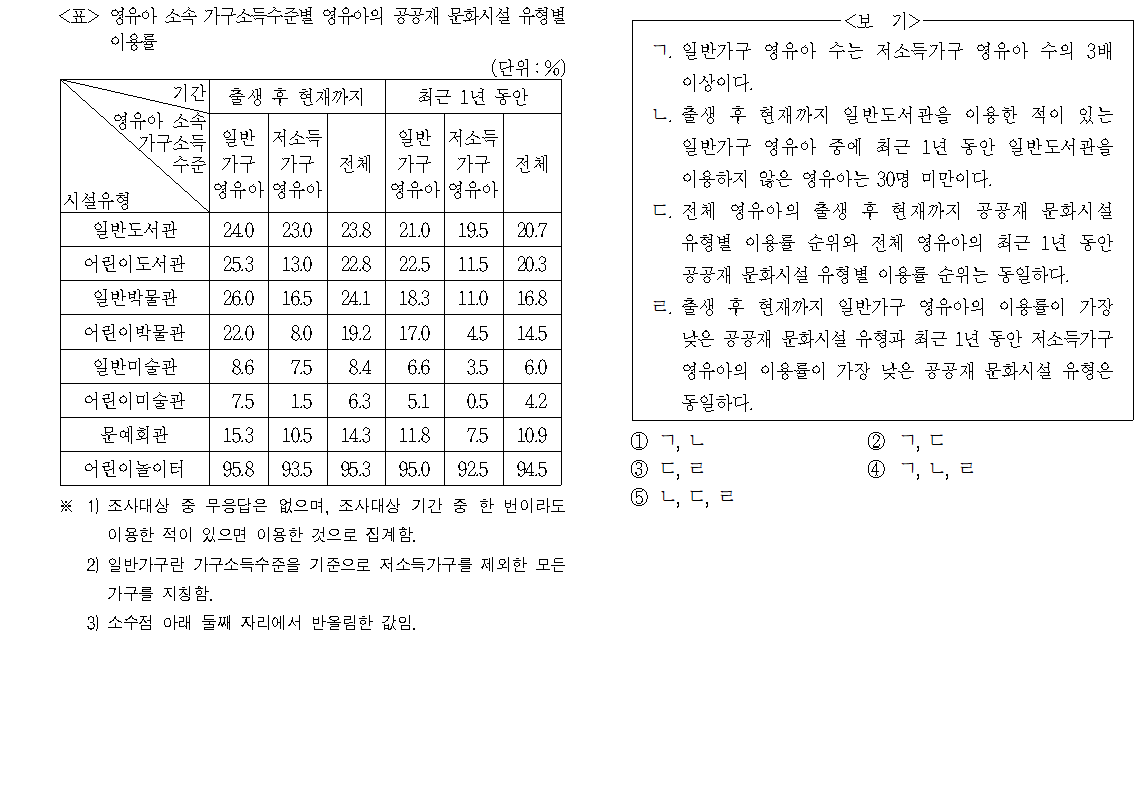 <표> 영유아 소속 가구소득수준별 영유아의 공공재 문화시설 유형별
이용률
(단위 : %)
기간 출생 후 현재까지 최근 1년 동안
영유아 소속
가구소득
수준
시설유형
일반
가구
영유아
저소득
가구
영유아
전체
일반
가구
영유아
저소득
가구
영유아
전체
일반도서관 24.0 23.0 23.8 21.0 19.5 20.7
어린이도서관 25.3 13.0 22.8 22.5 11.5 20.3
일반박물관 26.0 16.5 24.1 18.3 11.0 16.8
어린이박물관 22.0 8.0 19.2 17.0 4.5 14.5
일반미술관 8.6 7.5 8.4 6.6 3.5 6.0
어린이미술관 7.5 1.5 6.3 5.1 0.5 4.2
문예회관 15.3 10.5 14.3 11.8 7.5 10.9
어린이놀이터 95.8 93.5 95.3 95.0 92.5 94.5
※ 1) 조사대상 중 무응답은 없으며, 조사대상 기간 중 한 번이라도
이용한 적이 있으면 이용한 것으로 집계함.
2) 일반가구란 가구소득수준을 기준으로 저소득가구를 제외한 모든
가구를 지칭함.
3) 소수점 아래 둘째 자리에서 반올림한 값임.
<보 기>
ㄱ. 일반가구 영유아 수는 저소득가구 영유아 수의 3배
이상이다.
ㄴ. 출생 후 현재까지 일반도서관을 이용한 적이 있는
일반가구 영유아 중에 최근 1년 동안 일반도서관을
이용하지 않은 영유아는 30명 미만이다.
ㄷ. 전체 영유아의 출생 후 현재까지 공공재 문화시설
유형별 이용률 순위와 전체 영유아의 최근 1년 동안
공공재 문화시설 유형별 이용률 순위는 동일하다.
ㄹ. 출생 후 현재까지 일반가구 영유아의 이용률이 가장
낮은 공공재 문화시설 유형과 최근 1년 동안 저소득가구
영유아의 이용률이 가장 낮은 공공재 문화시설 유형은
동일하다.
① ㄱ, ㄴ ② ㄱ, ㄷ
③ ㄷ, ㄹ ④ ㄱ, ㄴ, ㄹ
⑤ ㄴ, ㄷ, ㄹ